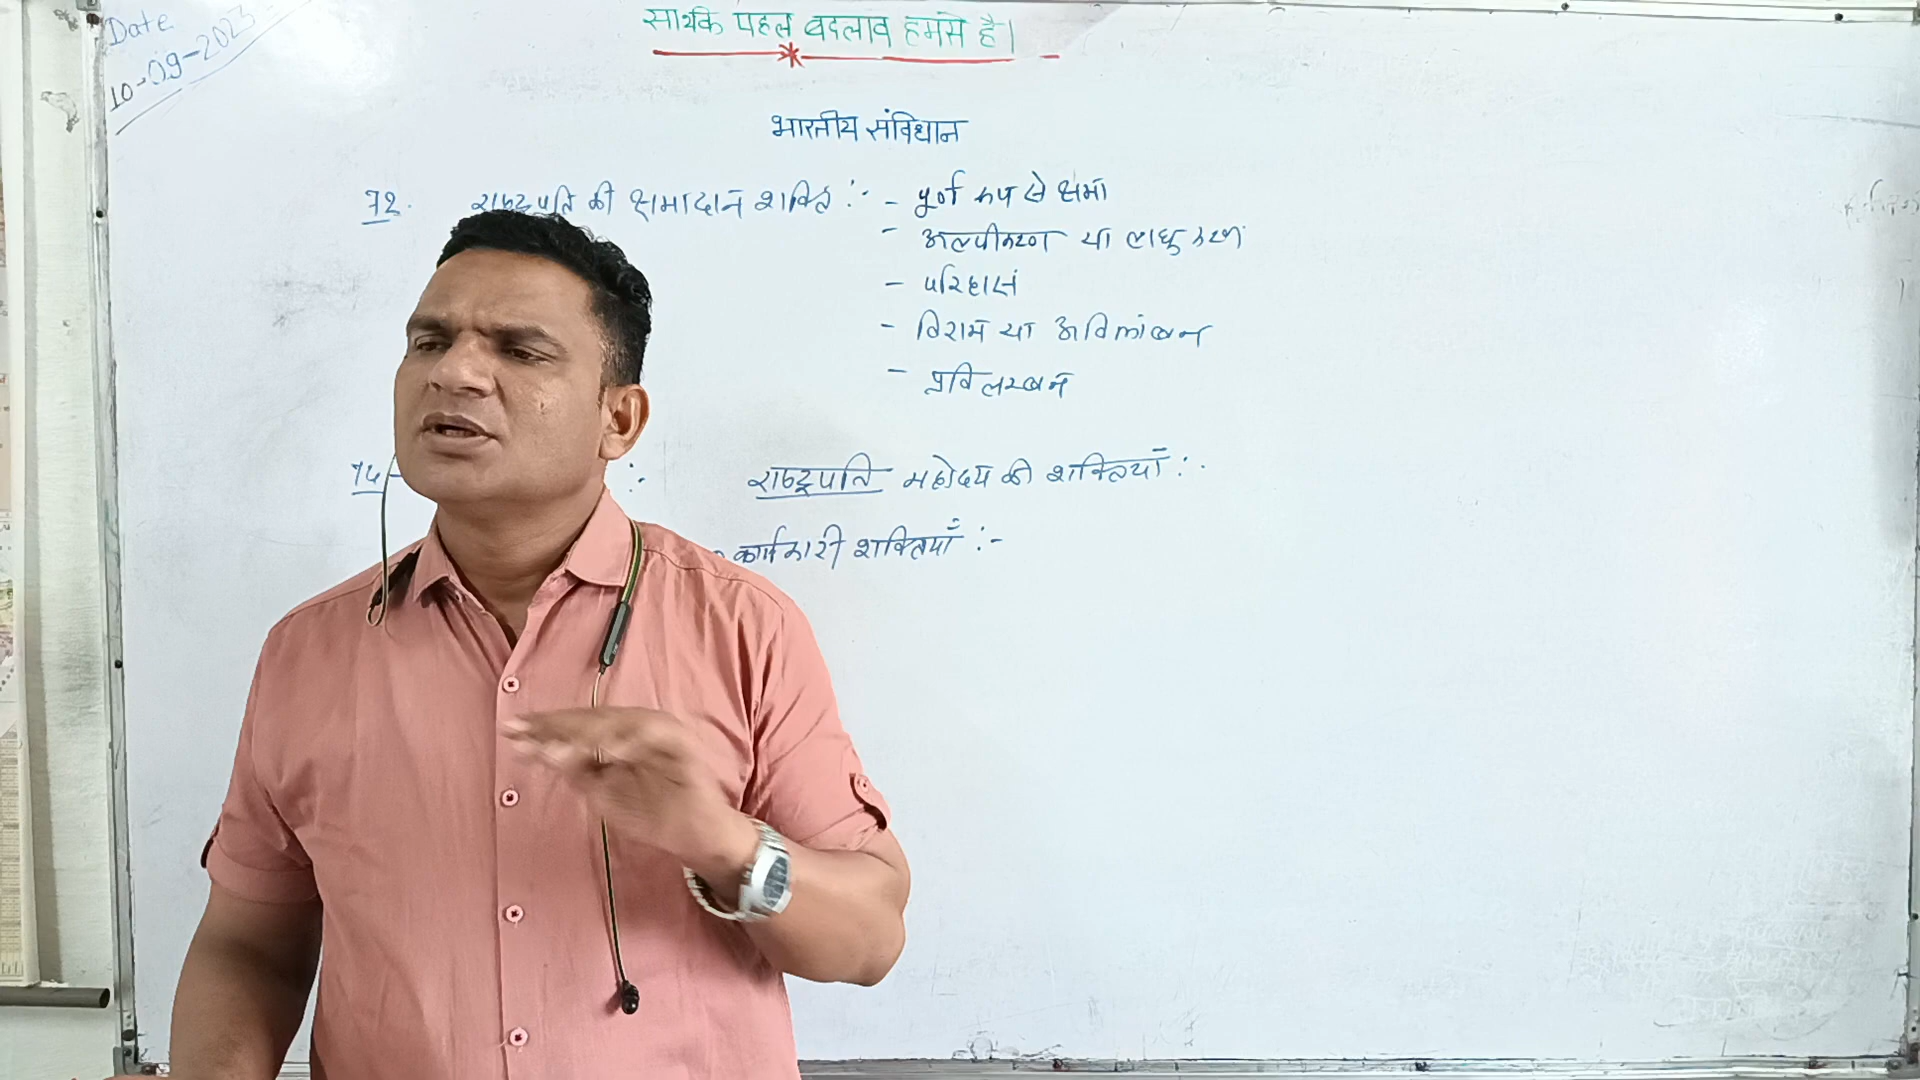 Date
10-09-2023
सार्थक पहल बदलाव हमसे है।
भारतीय संविधान
72. राष्ट्रपति की क्षमादान शक्ति :- - पूर्ण रूप से क्षमा
- अल्पीकरण या लघुकरण
- परिहास
- विराम या अविलंबन
- प्रविलम्बन
74 राष्ट्रपति महोदय की शक्तियाँ :-
कार्यकारी शक्तियाँ :-